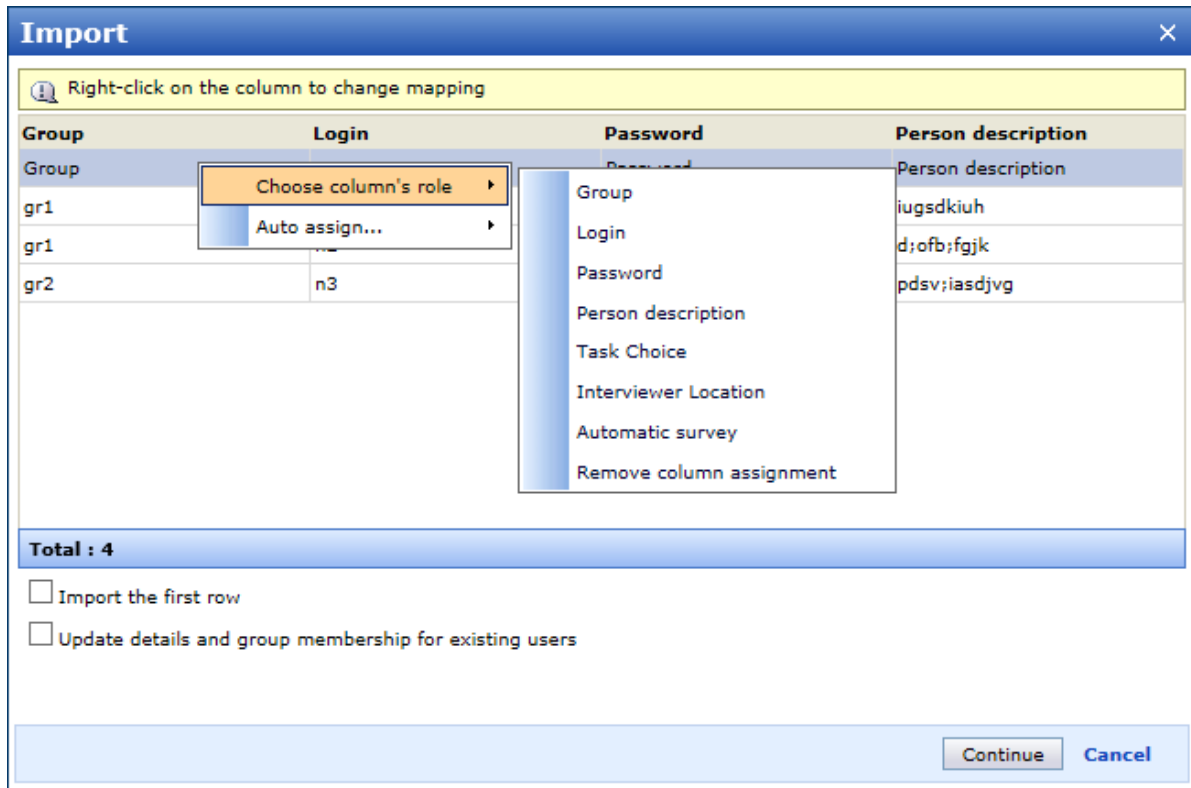 Import
Right-click on the column to change mapping
Group Login Password Person description
Group Password Person description
gr1 iugsdkiuh
gr1 n2 d;ofb;fgjk
gr2 n3 pdsv;iasdjvg
Choose column's role
Auto assign...
Group
Login
Password
Person description
Task Choice
Interviewer Location
Automatic survey
Remove column assignment
Total : 4
Import the first row
Update details and group membership for existing users
Continue Cancel